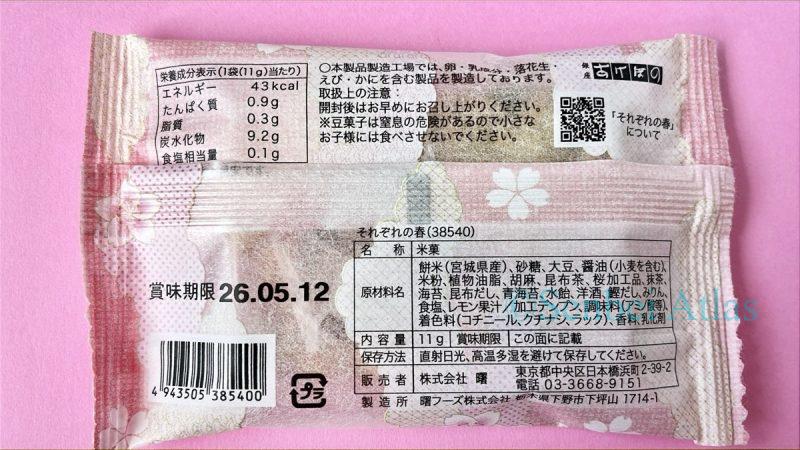 栄養成分表示(1袋(11g)当たり)
エネルギー 43kcal
たんぱく質 0.9g
脂質 0.3g
炭水化物 9.2g
食塩相当量 0.1g
○本製品製造工場では、卵・乳成分・落花生・
えび・かにを含む製品を製造しております。
取扱上の注意:
開封後はお早めにお召し上がりください。
※豆菓子は窒息の危険があるので小さな
お子様には食べさせないでください。
銀座 あけぼの
「それぞれの春」
について
それぞれの春(38540)
名 称 米菓
原材料名 餅米(宮城県産)、砂糖、大豆、醤油(小麦を含む)、
米粉、植物油脂、胡麻、昆布茶、桜加工品、抹茶、
海苔、昆布だし、青海苔、水飴、洋酒、鰹だし、みりん、
食塩、レモン果汁/加工デンプン、調味料(アミノ酸等)、
着色料(コチニール、クチナシ、ラック)、香料、乳化剤
内 容 量 11g 賞味期限 この面に記載
保存方法 直射日光、高温多湿を避けて保存してください。
販 売 者 株式会社 曙 東京都中央区日本橋浜町2-39-2
電話 03-3668-9151
製 造 所 曙フーズ株式会社 栃木県下野市下坪山 1714-1
賞味期限 26.05.12
4943505385400
プラ
Atlas